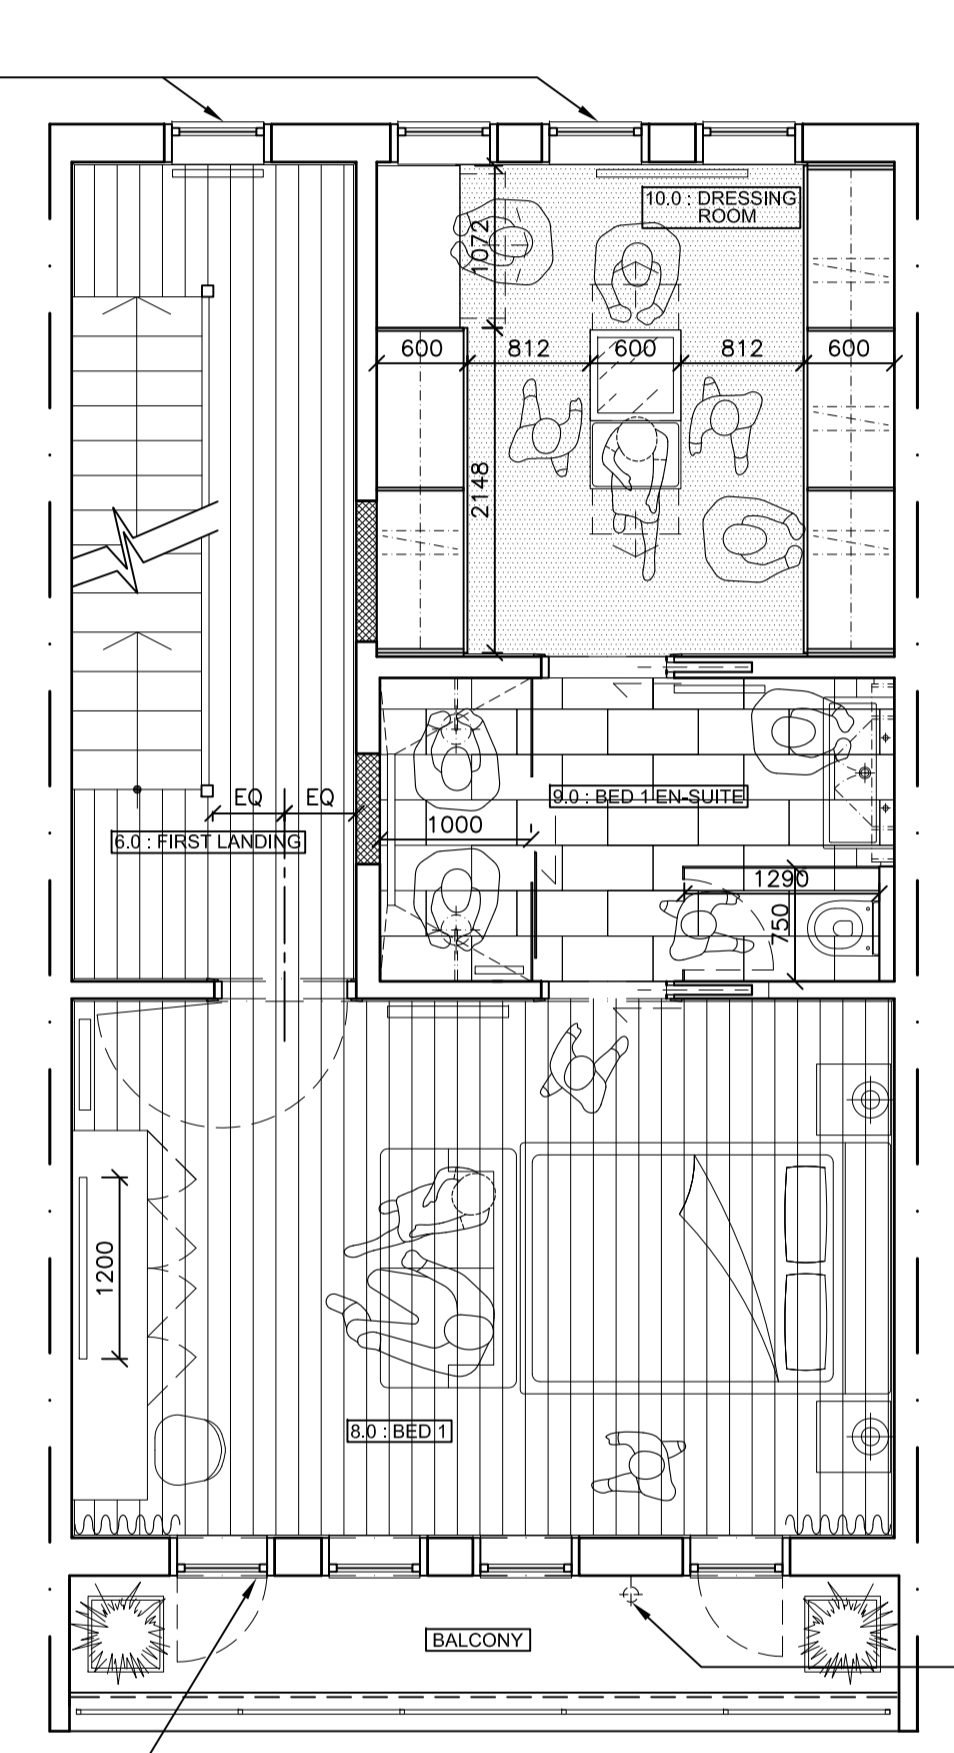 10.0 : DRESSING
ROOM
1072
600
812
600
812
600
2148
9.0 : BED 1 EN-SUITE
EQ
EQ
1000
6.0 : FIRST LANDING
1290
750
1200
8.0 : BED 1
BALCONY